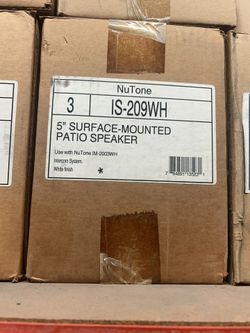 NuTone
3 IS-209WH
5" SURFACE-MOUNTED
PATIO SPEAKER
Use with NuTone IM-2003WH
Intercom System.
White finish
*